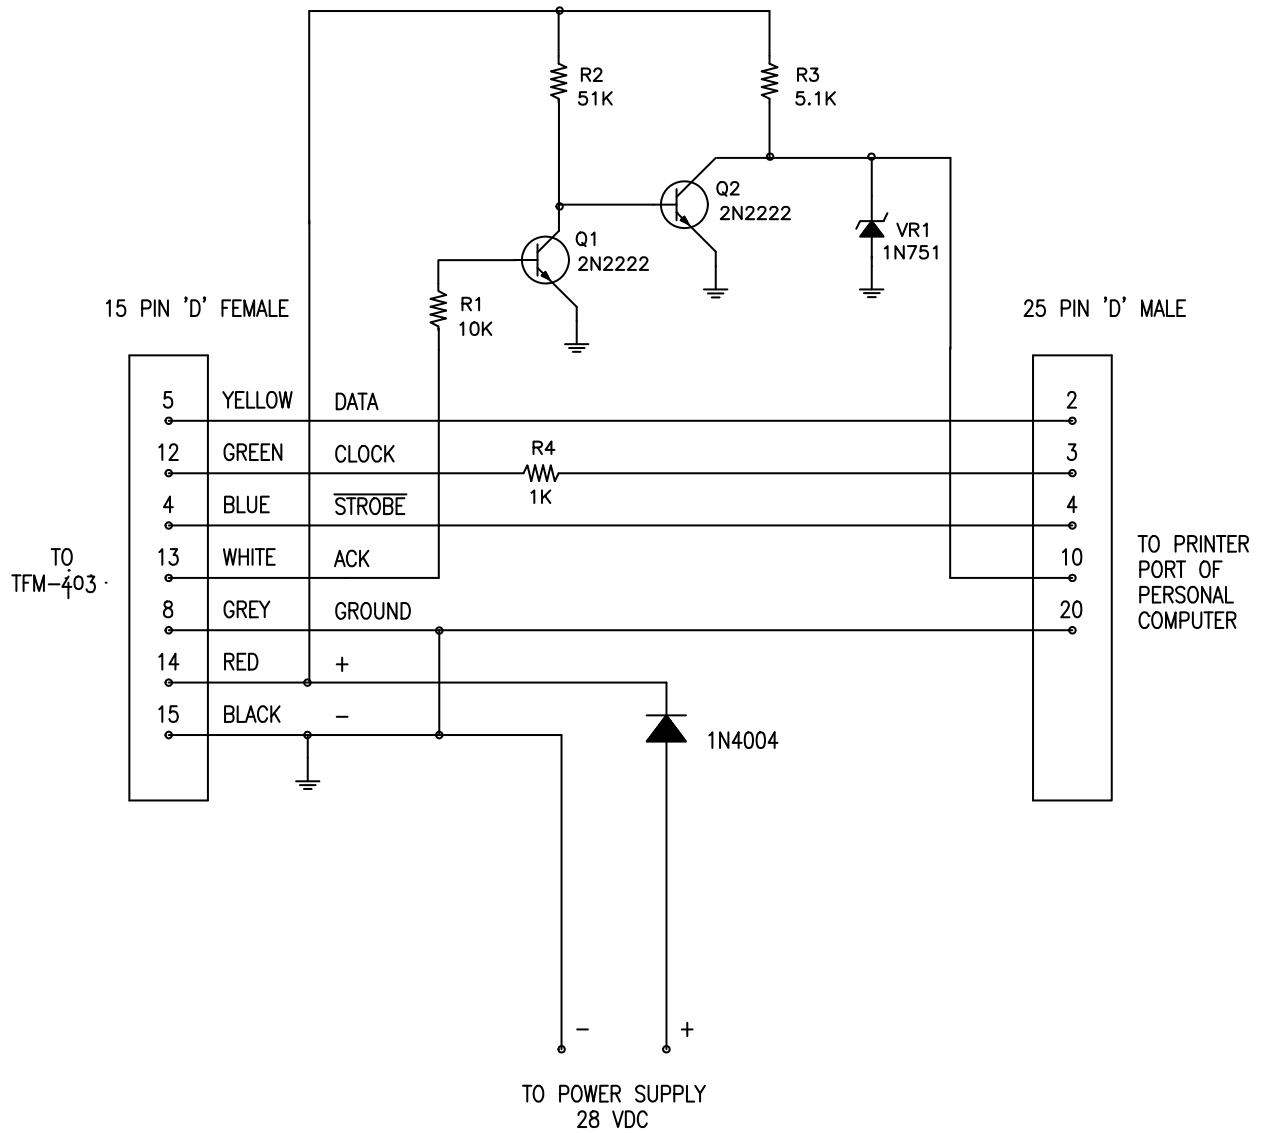 R2
51K
R3
5.1K
Q2
2N2222
Q1
2N2222
VR1
1N751
R1
10K
15 PIN 'D' FEMALE
25 PIN 'D' MALE
5 YELLOW DATA 2
R4
12 GREEN CLOCK 3
1K
4 BLUE STROBE 4
13 WHITE ACK 10
8 GREY GROUND 20
14 RED +
15 BLACK -
TO
TFM-403
TO PRINTER
PORT OF
PERSONAL
COMPUTER
1N4004
- +
TO POWER SUPPLY
28 VDC